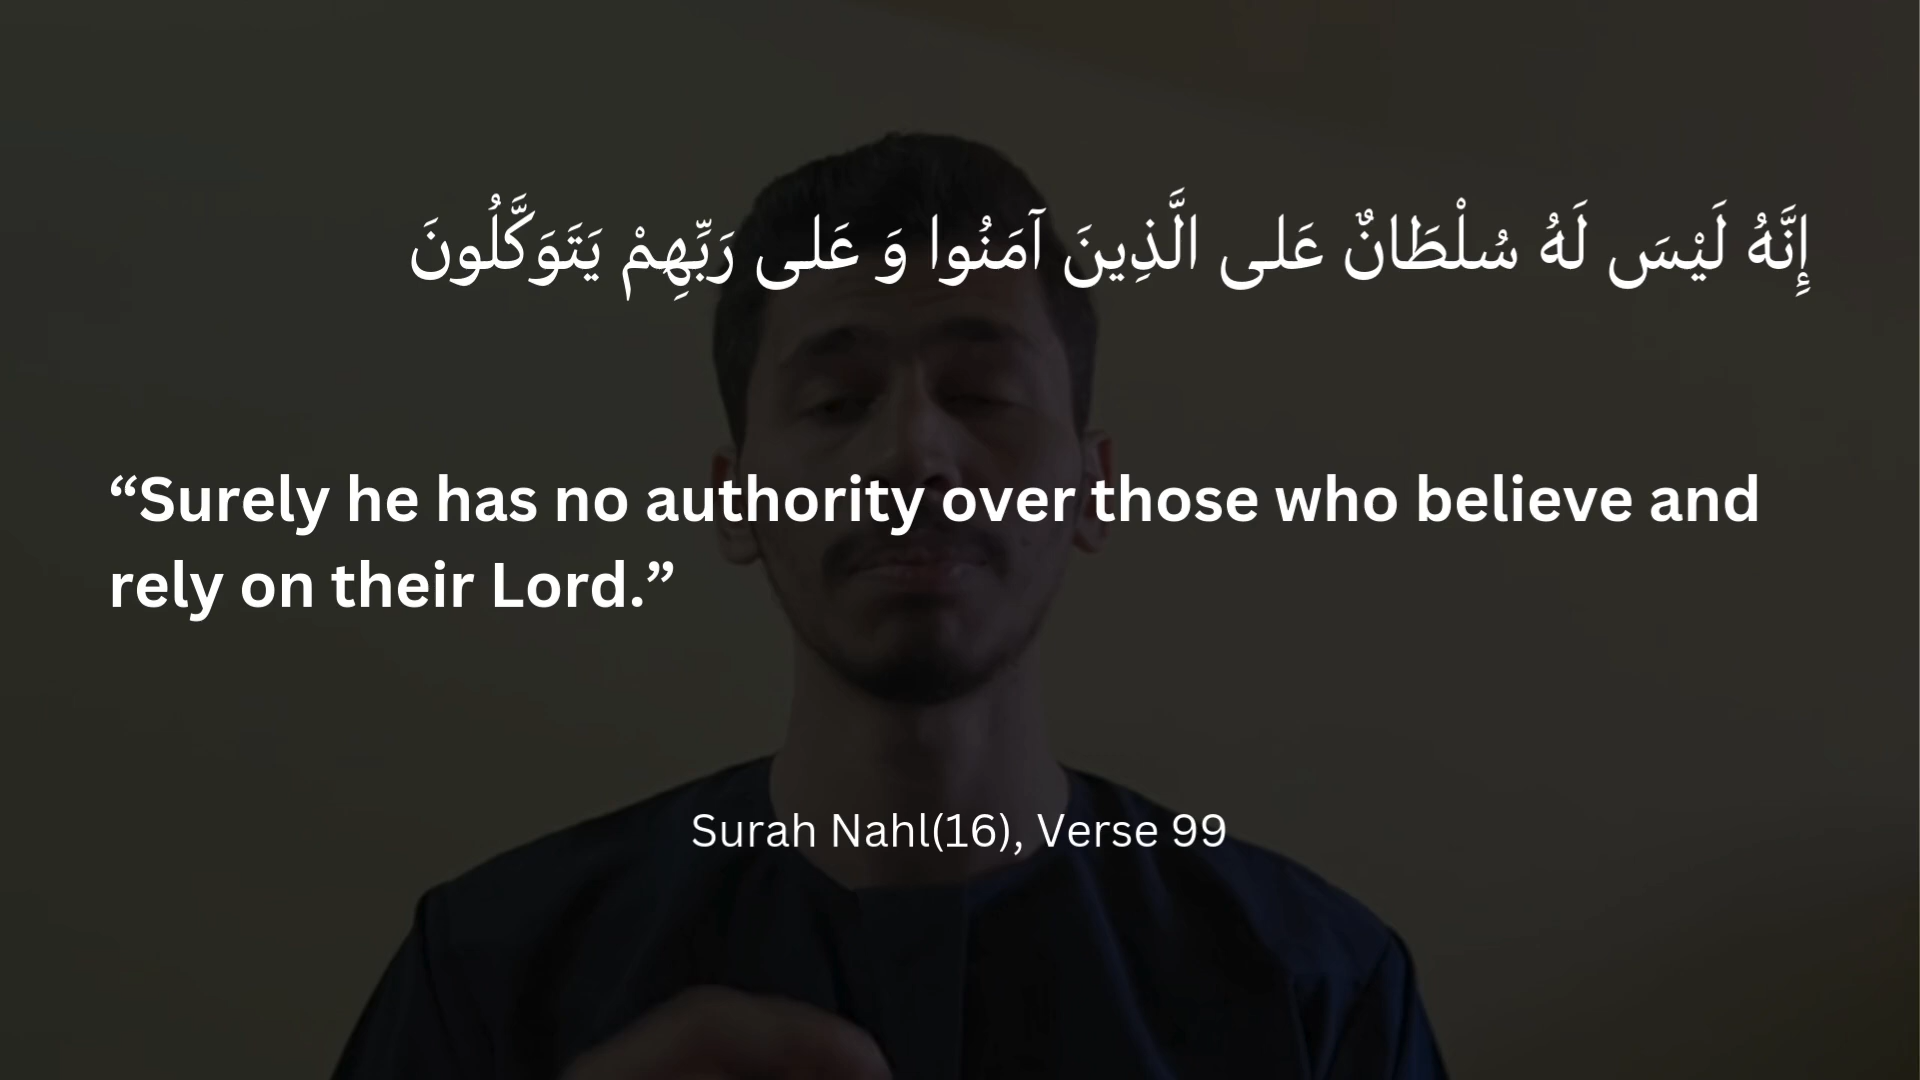 إِنَّهُ لَيْسَ لَهُ سُلْطَانٌ عَلى الَّذِينَ آمَنُوا وَ عَلى رَبِّهِمْ يَتَوَكَّلُونَ
“Surely he has no authority over those who believe and
rely on their Lord.”
Surah Nahl(16), Verse 99